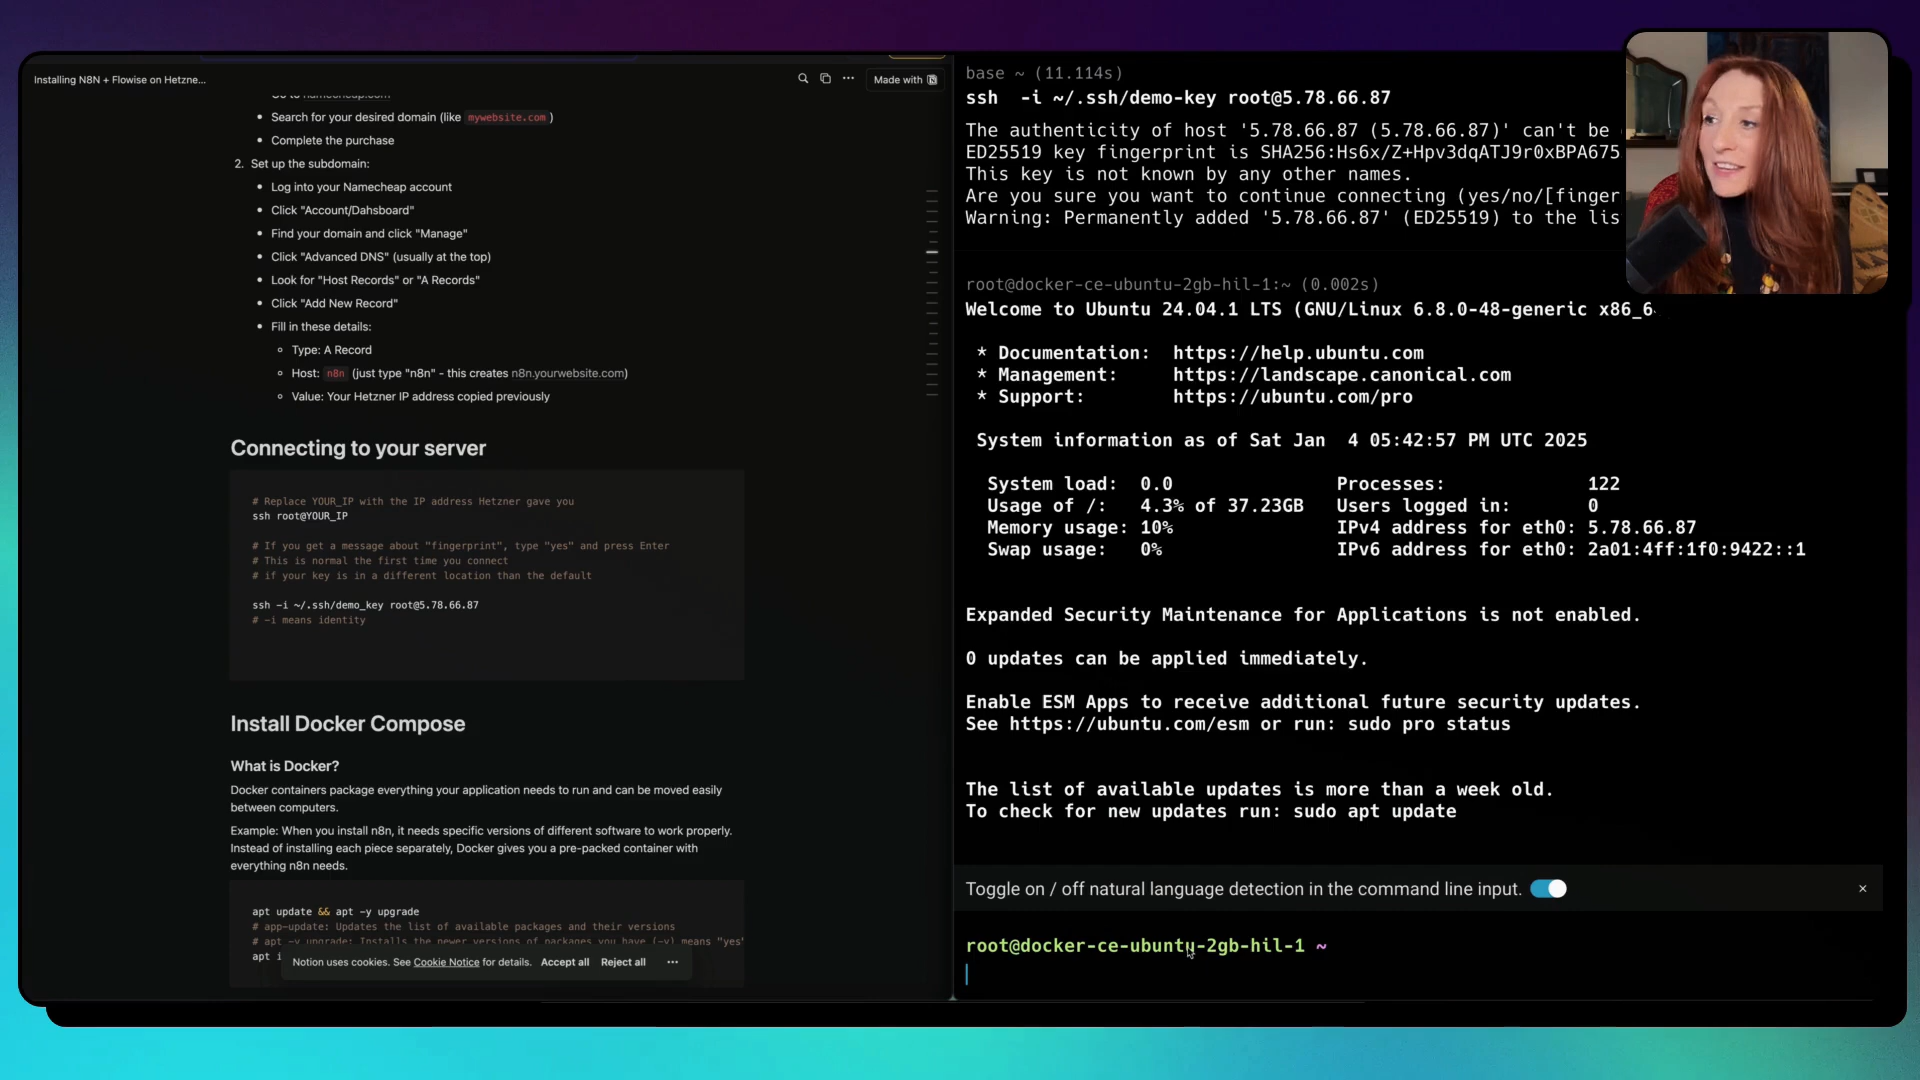 Installing N8N + Flowise on Hetzne...
Made with
Search for your desired domain (like mywebsite.com )
Complete the purchase
2. Set up the subdomain:
Log into your Namecheap account
Click "Account/Dahsboard"
Find your domain and click "Manage"
Click "Advanced DNS" (usually at the top)
Look for "Host Records" or "A Records"
Click "Add New Record"
Fill in these details:
Type: A Record
Host: n8n (just type "n8n" - this creates n8n.yourwebsite.com)
Value: Your Hetzner IP address copied previously
Connecting to your server
# Replace YOUR_IP with the IP address Hetzner gave you
ssh root@YOUR_IP
# If you get a message about "fingerprint", type "yes" and press Enter
# This is normal the first time you connect
# if your key is in a different location than the default
ssh -i ~/.ssh/demo_key root@5.78.66.87
# -i means identity
Install Docker Compose
What is Docker?
Docker containers package everything your application needs to run and can be moved easily
between computers.
Example: When you install n8n, it needs specific versions of different software to work properly.
Instead of installing each piece separately, Docker gives you a pre-packed container with
everything n8n needs.
apt update && apt -y upgrade
# app-update: Updates the list of available packages and their versions
# apt -y upgrade: Installs the newer versions of packages you have (-y) means "yes"
apt i
Notion uses cookies. See Cookie Notice for details. Accept all Reject all
base ~ (11.114s)
ssh -i ~/.ssh/demo-key root@5.78.66.87
The authenticity of host '5.78.66.87 (5.78.66.87)' can't be
ED25519 key fingerprint is SHA256:Hs6x/Z+Hpv3dqATJ9r0xBPA675
This key is not known by any other names.
Are you sure you want to continue connecting (yes/no/[finger
Warning: Permanently added '5.78.66.87' (ED25519) to the lis
root@docker-ce-ubuntu-2gb-hil-1:~ (0.002s)
Welcome to Ubuntu 24.04.1 LTS (GNU/Linux 6.8.0-48-generic x86_6
* Documentation: https://help.ubuntu.com
* Management: https://landscape.canonical.com
* Support: https://ubuntu.com/pro
System information as of Sat Jan 4 05:42:57 PM UTC 2025
System load: 0.0 Processes: 122
Usage of /: 4.3% of 37.23GB Users logged in: 0
Memory usage: 10% IPv4 address for eth0: 5.78.66.87
Swap usage: 0% IPv6 address for eth0: 2a01:4ff:1f0:9422::1
Expanded Security Maintenance for Applications is not enabled.
0 updates can be applied immediately.
Enable ESM Apps to receive additional future security updates.
See https://ubuntu.com/esm or run: sudo pro status
The list of available updates is more than a week old.
To check for new updates run: sudo apt update
Toggle on / off natural language detection in the command line input.
root@docker-ce-ubuntu-2gb-hil-1 ~